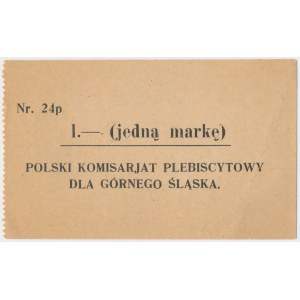 Nr. 24p
1.— (jedną markę)
POLSKI KOMISARJAT PLEBISCYTOWY
DLA GÓRNEGO ŚLĄSKA.